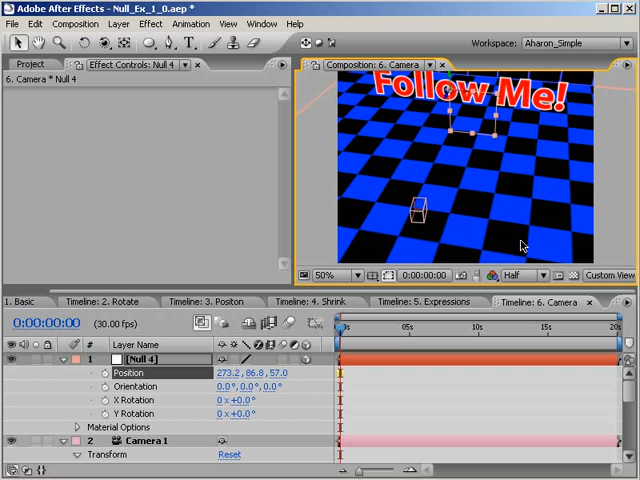 Adobe After Effects - Null_Ex_1_0.aep *
File Edit Composition Layer Effect Animation View Window Help
Workspace: Aharon_Simple
Project Effect Controls: Null 4 Composition: 6. Camera
6. Camera * Null 4
Follow Me!
50% 0:00:00:00 Half Custom View
1. Basic Timeline: 2. Rotate Timeline: 3. Positon Timeline: 4. Shrink Timeline: 5. Expressions Timeline: 6. Camera
0:00:00:00 (30.00 fps)
# Layer Name 05s 10s 15s 20s
1 [Null 4]
Position 273.2, 86.8, 57.0
Orientation 0.0°, 0.0°, 0.0°
X Rotation 0 x +0.0°
Y Rotation 0 x +0.0°
Material Options
2 Camera 1
Transform Reset